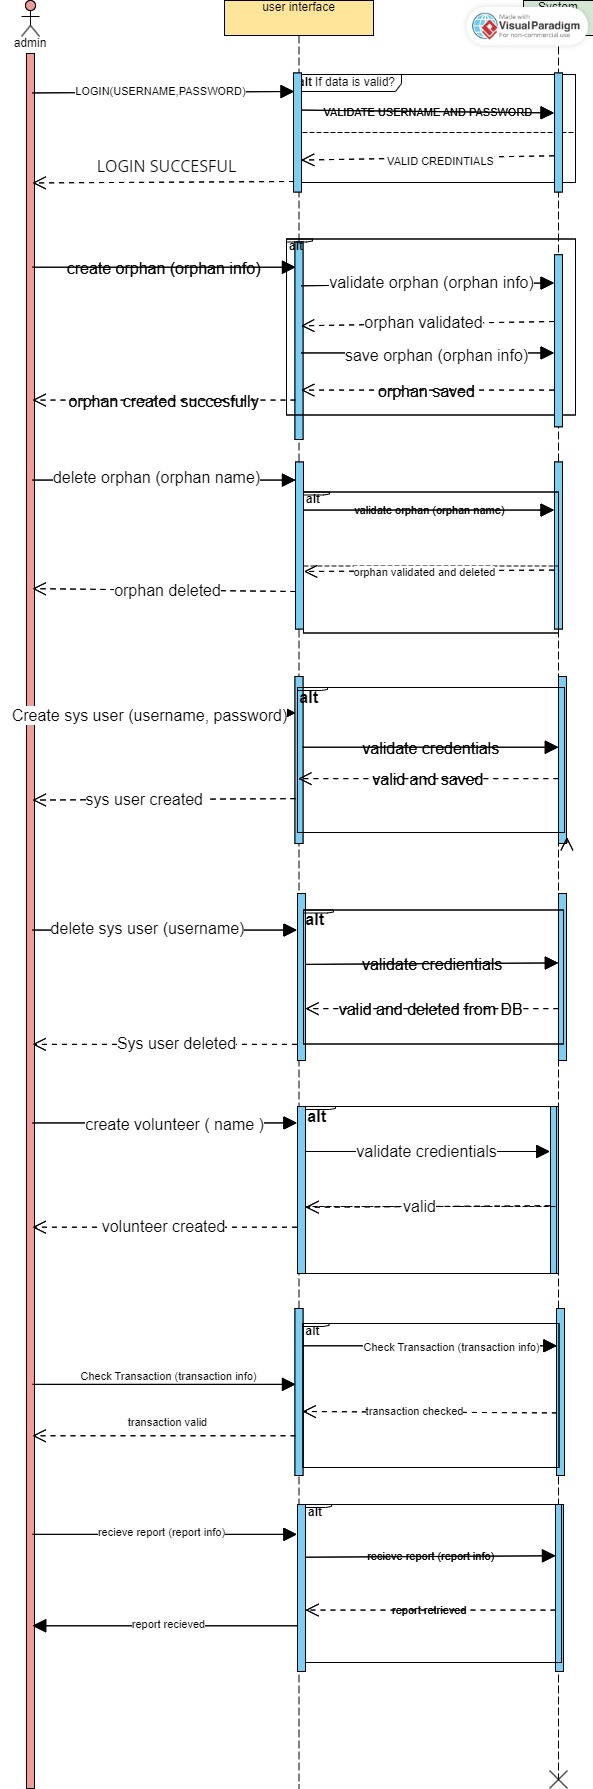 user interface
System
Made with
VisualParadigm
For non-commercial use
admin
alt If data is valid?
LOGIN(USERNAME,PASSWORD)
VALIDATE USERNAME AND PASSWORD
VALID CREDINTIALS
LOGIN SUCCESFUL
alt
create orphan (orphan info)
validate orphan (orphan info)
orphan validated
save orphan (orphan info)
orphan saved
orphan created succesfully
delete orphan (orphan name)
alt
validate orphan (orphan name)
orphan validated and deleted
orphan deleted
alt
Create sys user (username, password)
validate credentials
valid and saved
sys user created
alt
delete sys user (username)
validate credientials
valid and deleted from DB
Sys user deleted
alt
create volunteer ( name )
validate credientials
valid
volunteer created
alt
Check Transaction (transaction info)
Check Transaction (transaction info)
transaction checked
transaction valid
alt
recieve report (report info)
recieve report (report info)
report retrieved
report recieved